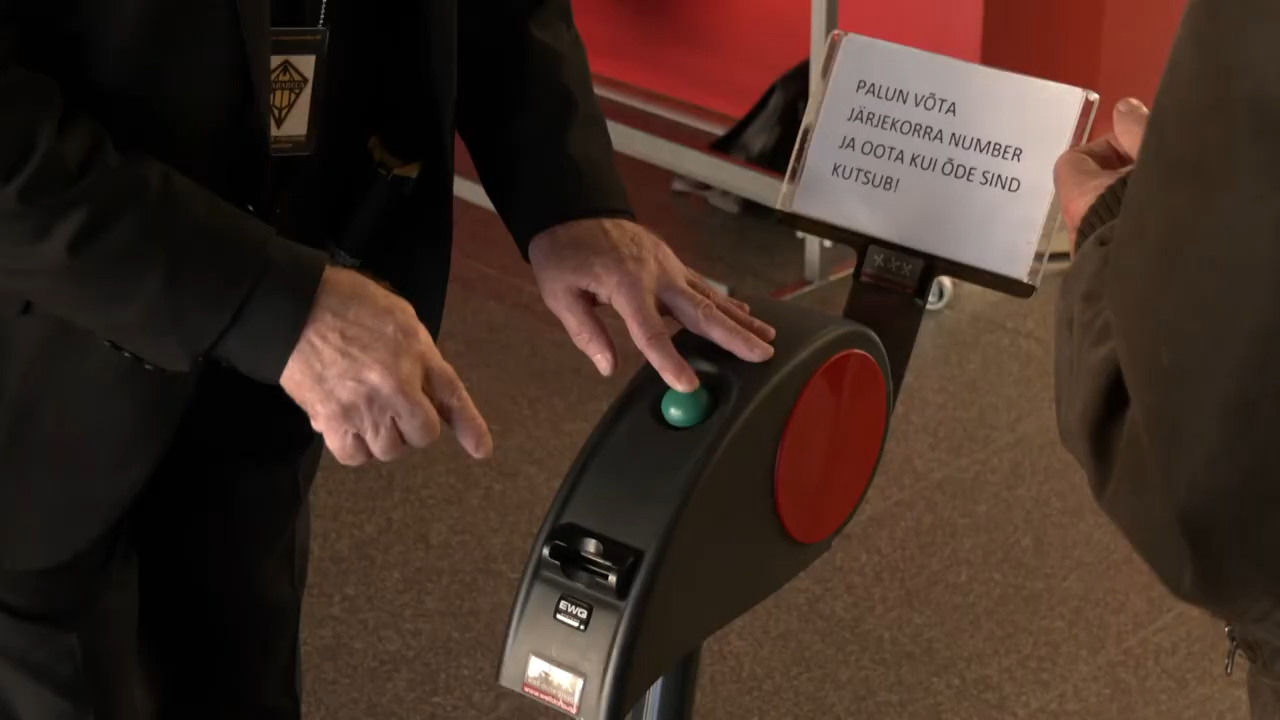 PALUN VÕTA
JÄRJEKORRA NUMBER
JA OOTA KUI ÕDE SIND
KUTSUB!
EWQ